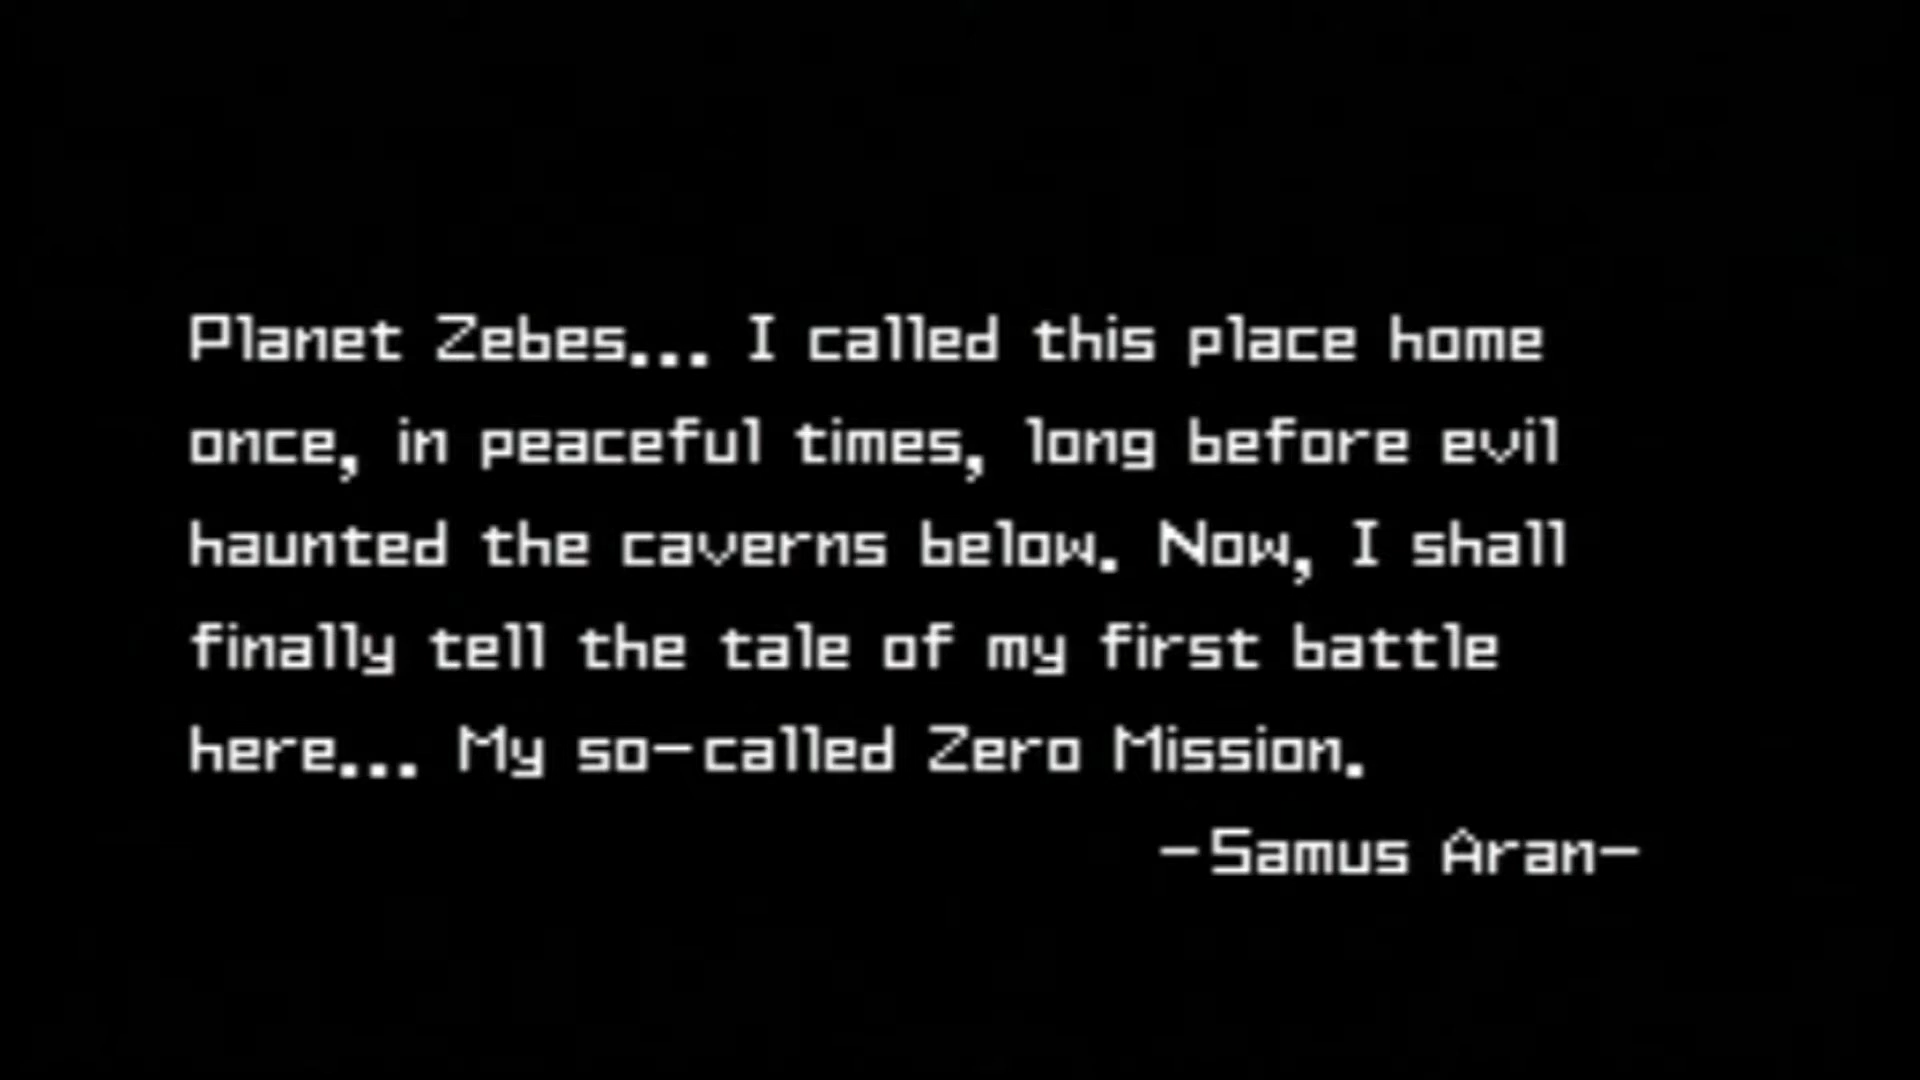 Planet Zebes... I called this place home
once, in peaceful times, long before evil
haunted the caverns below. Now, I shall
finally tell the tale of my first battle
here... My so-called Zero Mission.
-Samus Aran-